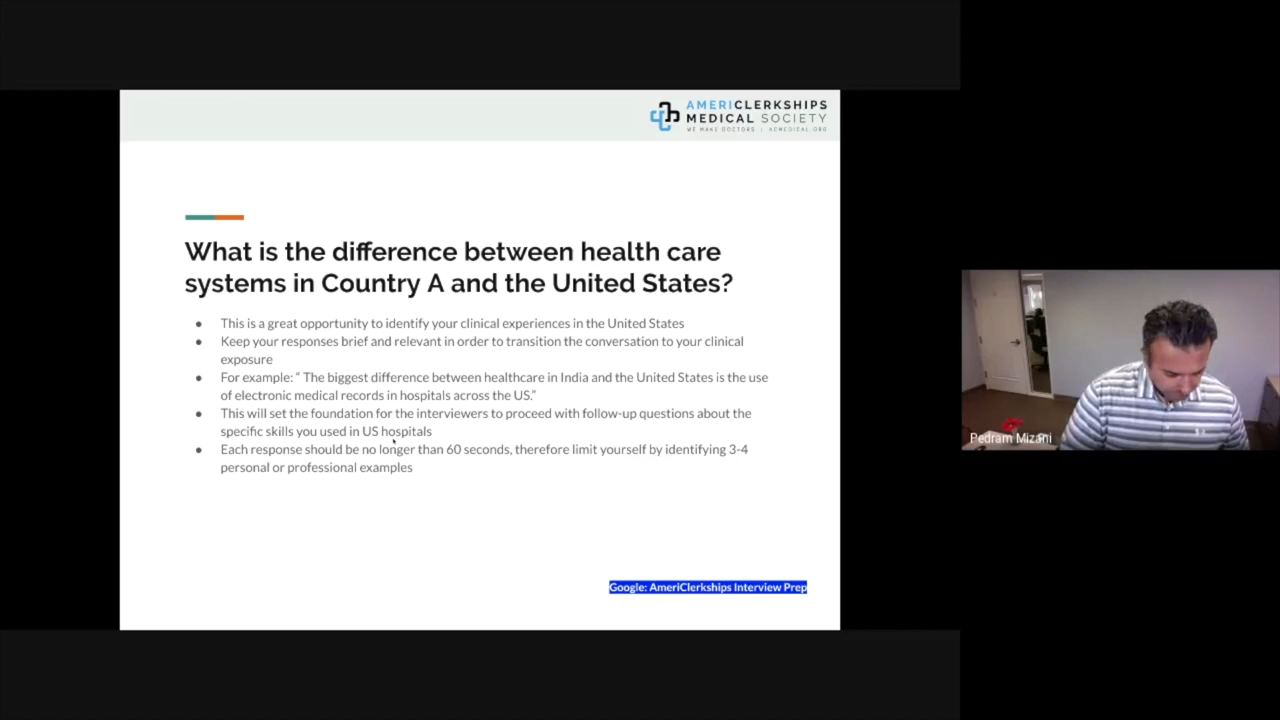 AMERICLERKSHIPS
MEDICAL SOCIETY
WE MAKE DOCTORS | ACMEDICAL.ORG
What is the difference between health care
systems in Country A and the United States?
● This is a great opportunity to identify your clinical experiences in the United States
● Keep your responses brief and relevant in order to transition the conversation to your clinical
exposure
● For example: “ The biggest difference between healthcare in India and the United States is the use
of electronic medical records in hospitals across the US.”
● This will set the foundation for the interviewers to proceed with follow-up questions about the
specific skills you used in US hospitals
● Each response should be no longer than 60 seconds, therefore limit yourself by identifying 3-4
personal or professional examples
Google: AmeriClerkships Interview Prep
Pedram Mizani